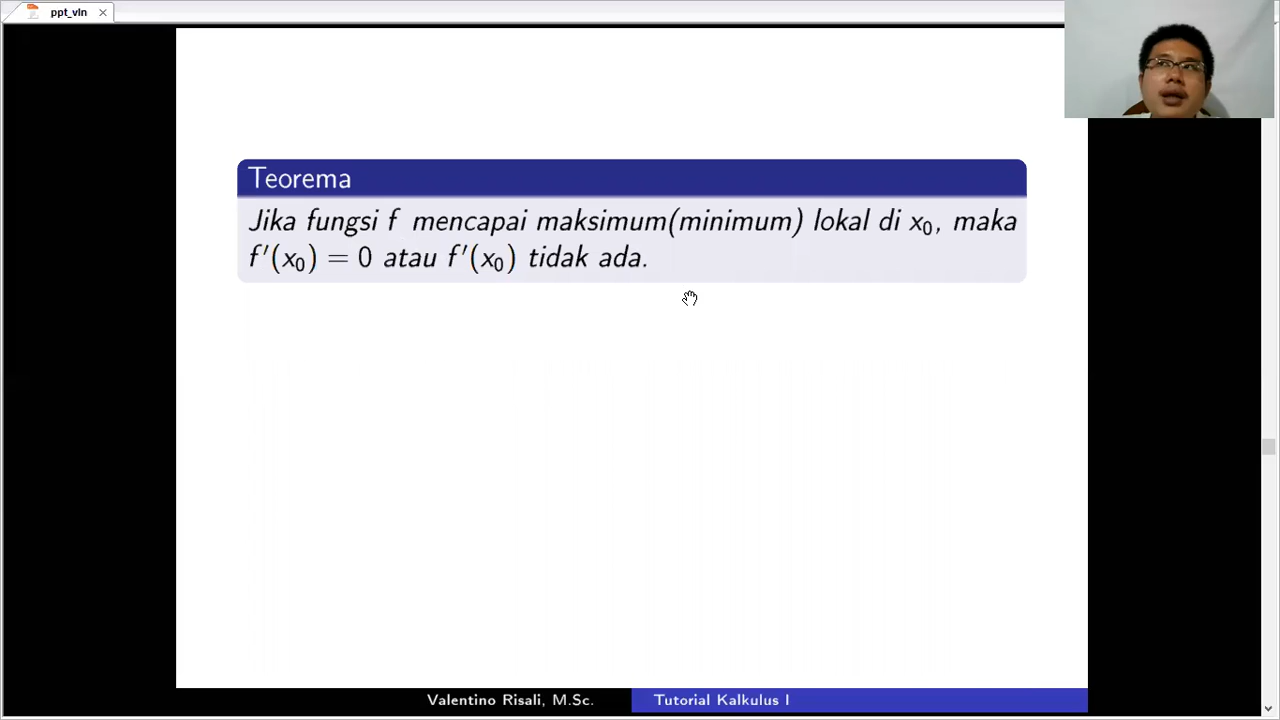 ppt_vln
Teorema
Jika fungsi f mencapai maksimum(minimum) lokal di x₀, maka
f′(x₀) = 0 atau f′(x₀) tidak ada.
Valentino Risali, M.Sc. Tutorial Kalkulus I